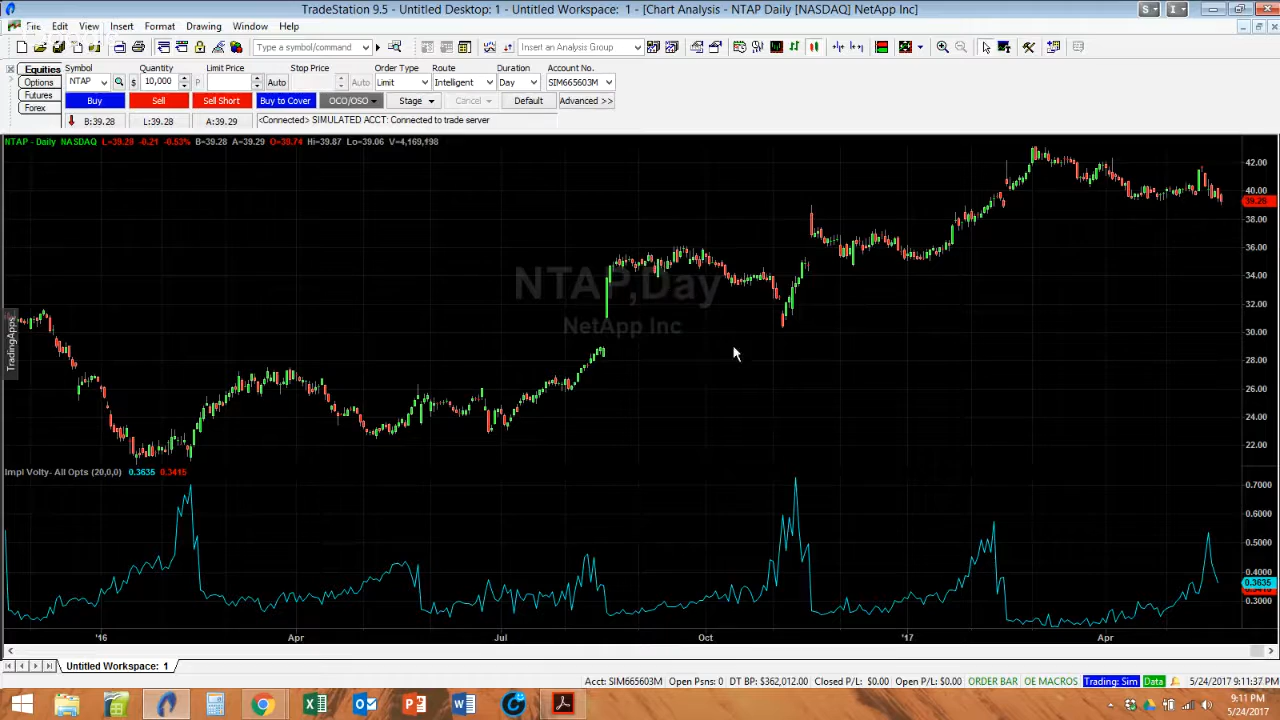 TradeStation 9.5 - Untitled Desktop: 1 - Untitled Workspace: 1 - [Chart Analysis - NTAP Daily [NASDAQ] NetApp Inc]
File Edit View Insert Format Drawing Window Help
Type a symbol/command Insert an Analysis Group
Equities Symbol Quantity Limit Price Stop Price Order Type Route Duration Account No.
Options NTAP $ 10,000 P Auto Auto Limit Intelligent Day SIM665603M
Futures
Forex Buy Sell Sell Short Buy to Cover OCO/OSO Stage Cancel Default Advanced >>
B:39.28 L:39.28 A:39.29 <Connected> SIMULATED ACCT: Connected to trade server
NTAP - Daily NASDAQ L=39.28 -0.21 -0.53% B=39.28 A=39.29 O=39.74 Hi=39.87 Lo=39.06 V=4,169,198
42.00
40.00
39.28
38.00
36.00
34.00
32.00
30.00
28.00
26.00
24.00
22.00
NTAP,Day
NetApp Inc
TradingApps
Impl Volty- All Opts (20,0,0) 0.3635 0.3415
0.7000
0.6000
0.5000
0.4000
0.3635
0.3000
'16 Apr Jul Oct '17 Apr
Untitled Workspace: 1
Acct: SIM665603M Open Psns: 0 DT BP: $362,012.00 Closed P/L: $0.00 Open P/L: $0.00 ORDER BAR OE MACROS Trading: Sim Data 5/24/2017 9:11:37 PM
9:11 PM
5/24/2017